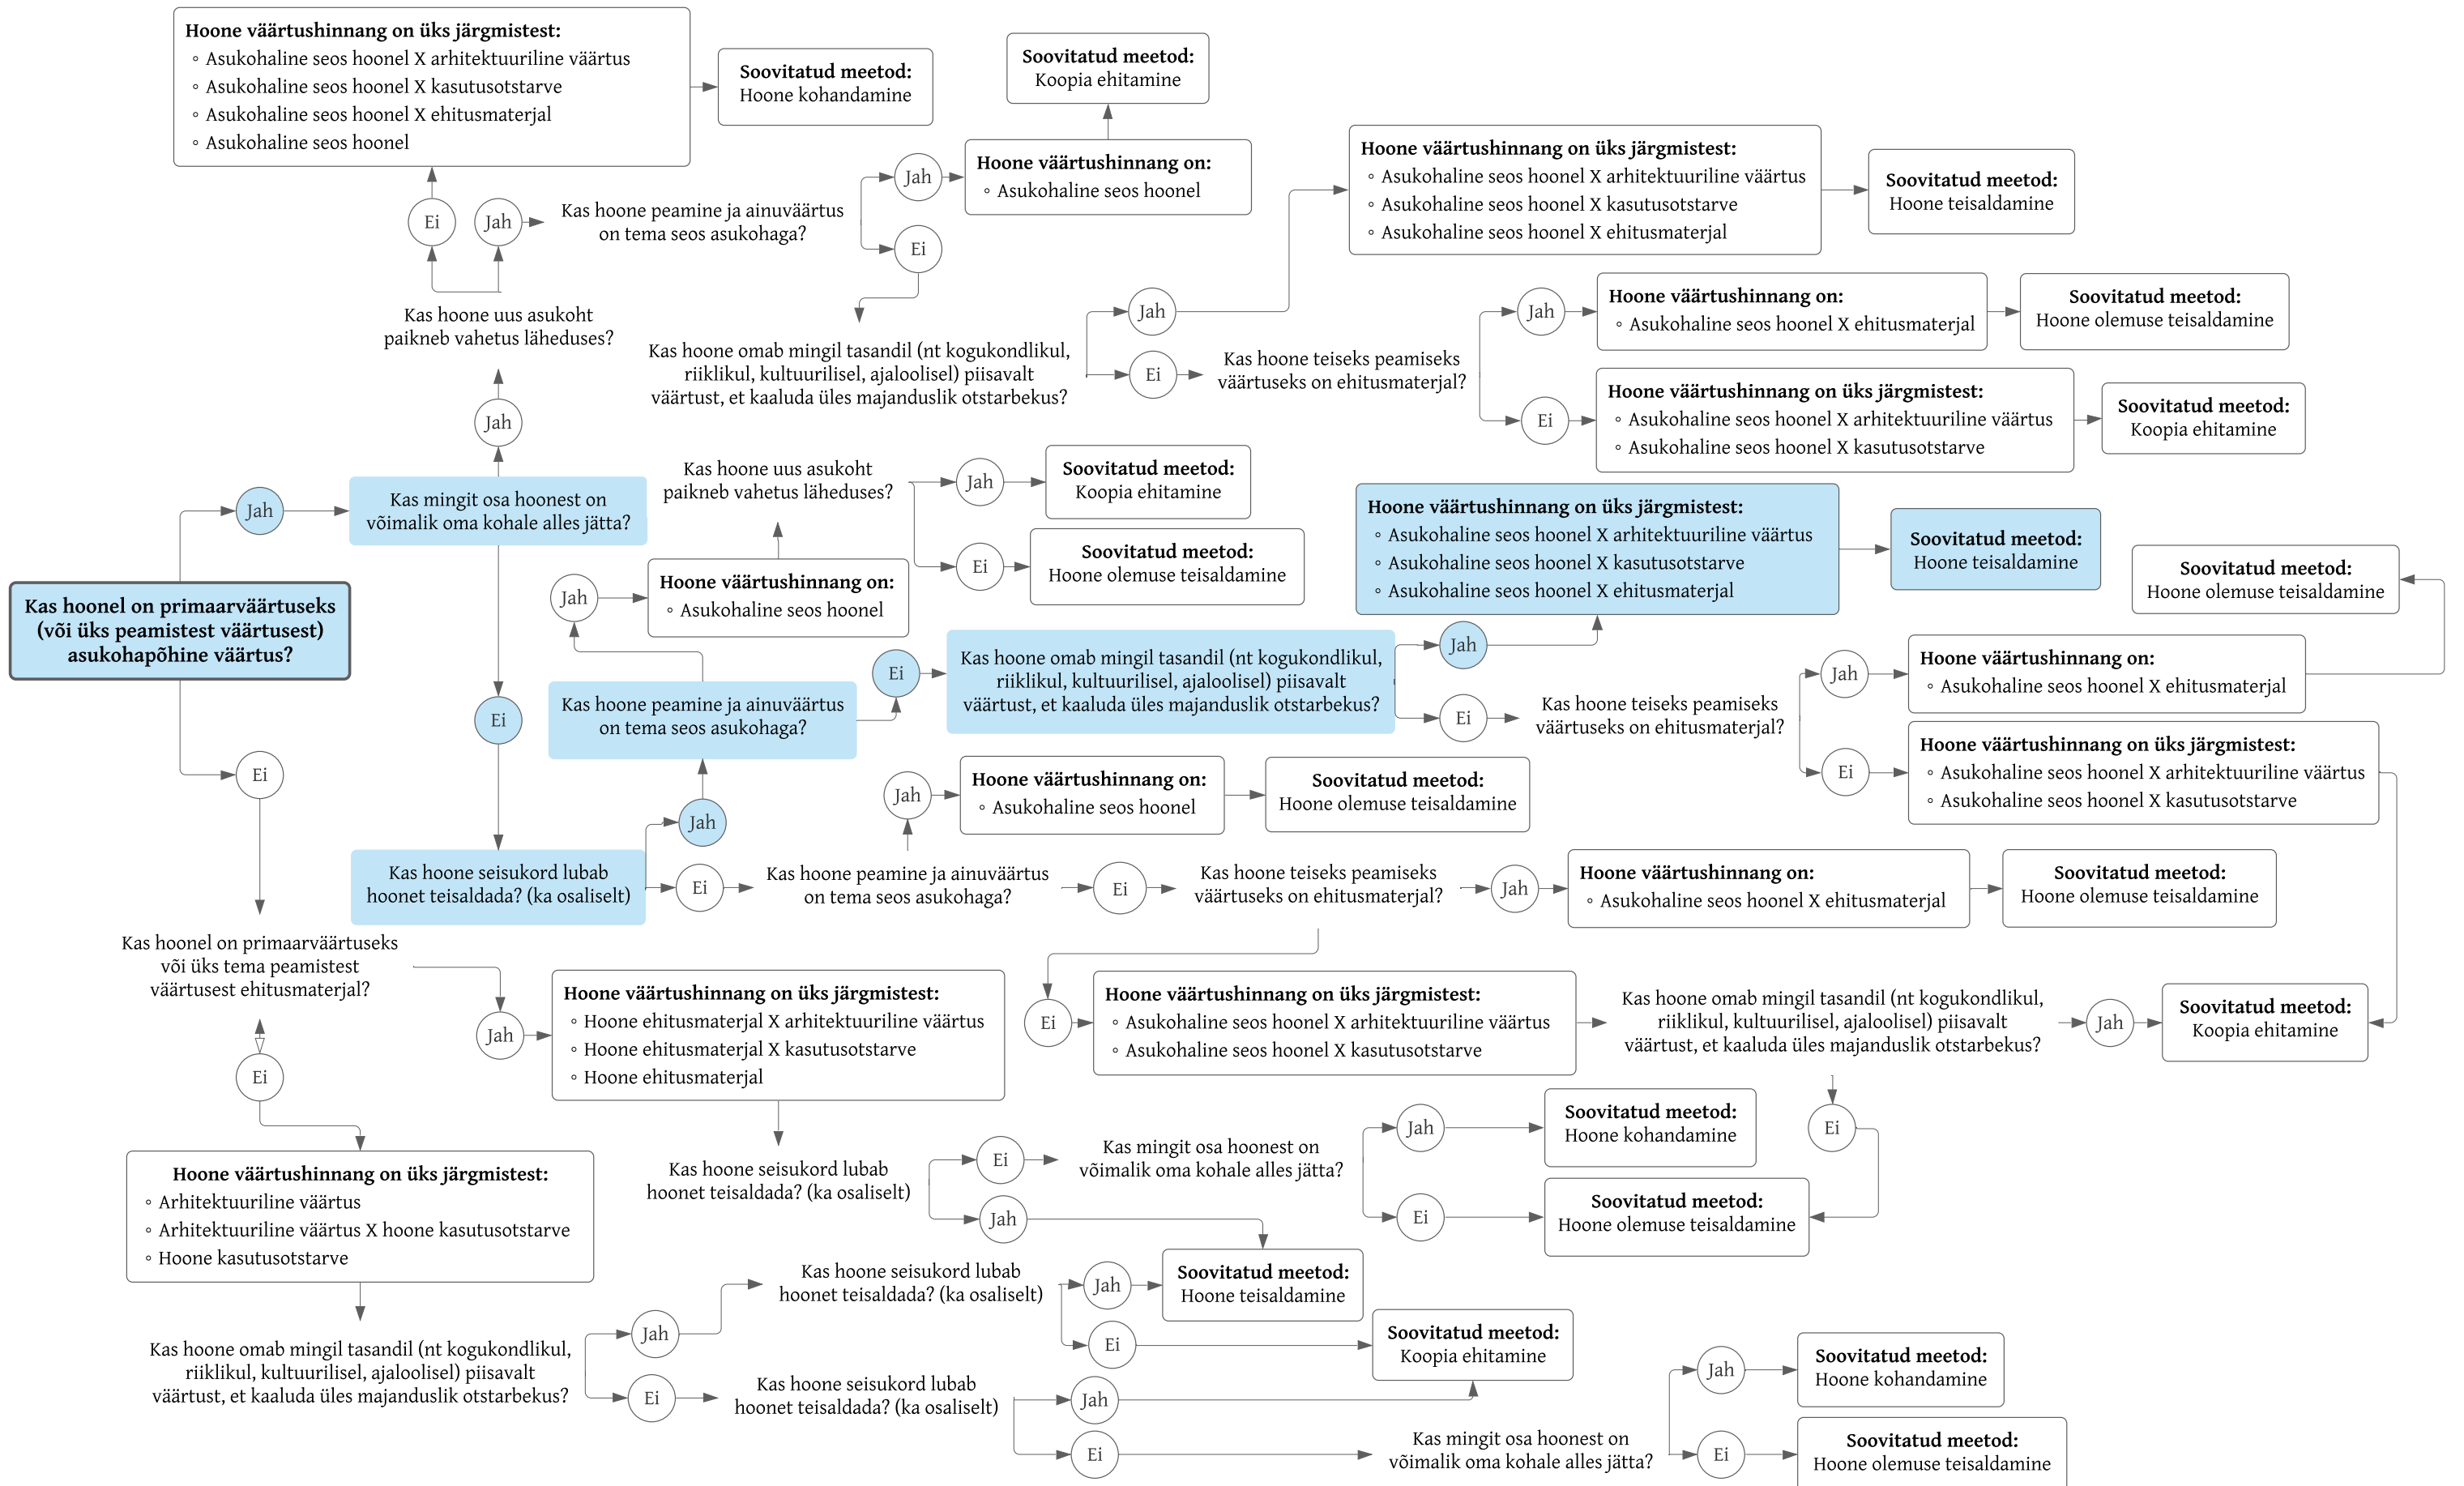 Hoone väärtushinnang on üks järgmistest:
◦ Asukohaline seos hoonel X arhitektuuriline väärtus
◦ Asukohaline seos hoonel X kasutusotstarve
◦ Asukohaline seos hoonel X ehitusmaterjal
◦ Asukohaline seos hoonel
Soovitatud meetod:
Hoone kohandamine
Soovitatud meetod:
Koopia ehitamine
Ei
Jah
Kas hoone peamine ja ainuväärtus
on tema seos asukohaga?
Jah
Ei
Hoone väärtushinnang on:
◦ Asukohaline seos hoonel
Hoone väärtushinnang on üks järgmistest:
◦ Asukohaline seos hoonel X arhitektuuriline väärtus
◦ Asukohaline seos hoonel X kasutusotstarve
◦ Asukohaline seos hoonel X ehitusmaterjal
Soovitatud meetod:
Hoone teisaldamine
Kas hoone uus asukoht
paikneb vahetus läheduses?
Kas hoone omab mingil tasandil (nt kogukondlikul,
riiklikul, kultuurilisel, ajaloolisel) piisavalt
väärtust, et kaaluda üles majanduslik otstarbekus?
Jah
Ei
Kas hoone teiseks peamiseks
väärtuseks on ehitusmaterjal?
Jah
Hoone väärtushinnang on:
◦ Asukohaline seos hoonel X ehitusmaterjal
Soovitatud meetod:
Hoone olemuse teisaldamine
Ei
Hoone väärtushinnang on üks järgmistest:
◦ Asukohaline seos hoonel X arhitektuuriline väärtus
◦ Asukohaline seos hoonel X kasutusotstarve
Soovitatud meetod:
Koopia ehitamine
Jah
Jah
Kas mingit osa hoonest on
võimalik oma kohale alles jätta?
Kas hoone uus asukoht
paikneb vahetus läheduses?
Jah
Soovitatud meetod:
Koopia ehitamine
Ei
Soovitatud meetod:
Hoone olemuse teisaldamine
Hoone väärtushinnang on üks järgmistest:
◦ Asukohaline seos hoonel X arhitektuuriline väärtus
◦ Asukohaline seos hoonel X kasutusotstarve
◦ Asukohaline seos hoonel X ehitusmaterjal
Soovitatud meetod:
Hoone teisaldamine
Soovitatud meetod:
Hoone olemuse teisaldamine
Kas hoonel on primaarväärtuseks
(või üks peamistest väärtusest)
asukohapõhine väärtus?
Jah
Hoone väärtushinnang on:
◦ Asukohaline seos hoonel
Ei
Kas hoone peamine ja ainuväärtus
on tema seos asukohaga?
Ei
Kas hoone omab mingil tasandil (nt kogukondlikul,
riiklikul, kultuurilisel, ajaloolisel) piisavalt
väärtust, et kaaluda üles majanduslik otstarbekus?
Jah
Ei
Kas hoone teiseks peamiseks
väärtuseks on ehitusmaterjal?
Jah
Hoone väärtushinnang on:
◦ Asukohaline seos hoonel X ehitusmaterjal
Ei
Hoone väärtushinnang on üks järgmistest:
◦ Asukohaline seos hoonel X arhitektuuriline väärtus
◦ Asukohaline seos hoonel X kasutusotstarve
Ei
Jah
Jah
Hoone väärtushinnang on:
◦ Asukohaline seos hoonel
Soovitatud meetod:
Hoone olemuse teisaldamine
Kas hoone seisukord lubab
hoonet teisaldada? (ka osaliselt)
Ei
Kas hoone peamine ja ainuväärtus
on tema seos asukohaga?
Ei
Kas hoone teiseks peamiseks
väärtuseks on ehitusmaterjal?
Jah
Hoone väärtushinnang on:
◦ Asukohaline seos hoonel X ehitusmaterjal
Soovitatud meetod:
Hoone olemuse teisaldamine
Kas hoonel on primaarväärtuseks
või üks tema peamistest
väärtusest ehitusmaterjal?
Jah
Hoone väärtushinnang on üks järgmistest:
◦ Hoone ehitusmaterjal X arhitektuuriline väärtus
◦ Hoone ehitusmaterjal X kasutusotstarve
◦ Hoone ehitusmaterjal
Ei
Hoone väärtushinnang on üks järgmistest:
◦ Asukohaline seos hoonel X arhitektuuriline väärtus
◦ Asukohaline seos hoonel X kasutusotstarve
Kas hoone omab mingil tasandil (nt kogukondlikul,
riiklikul, kultuurilisel, ajaloolisel) piisavalt
väärtust, et kaaluda üles majanduslik otstarbekus?
Jah
Soovitatud meetod:
Koopia ehitamine
Ei
Ei
Hoone väärtushinnang on üks järgmistest:
◦ Arhitektuuriline väärtus
◦ Arhitektuuriline väärtus X hoone kasutusotstarve
◦ Hoone kasutusotstarve
Kas hoone seisukord lubab
hoonet teisaldada? (ka osaliselt)
Ei
Jah
Kas mingit osa hoonest on
võimalik oma kohale alles jätta?
Jah
Soovitatud meetod:
Hoone kohandamine
Ei
Soovitatud meetod:
Hoone olemuse teisaldamine
Kas hoone omab mingil tasandil (nt kogukondlikul,
riiklikul, kultuurilisel, ajaloolisel) piisavalt
väärtust, et kaaluda üles majanduslik otstarbekus?
Jah
Kas hoone seisukord lubab
hoonet teisaldada? (ka osaliselt)
Jah
Soovitatud meetod:
Hoone teisaldamine
Ei
Soovitatud meetod:
Koopia ehitamine
Ei
Kas hoone seisukord lubab
hoonet teisaldada? (ka osaliselt)
Jah
Ei
Kas mingit osa hoonest on
võimalik oma kohale alles jätta?
Jah
Soovitatud meetod:
Hoone kohandamine
Ei
Soovitatud meetod:
Hoone olemuse teisaldamine